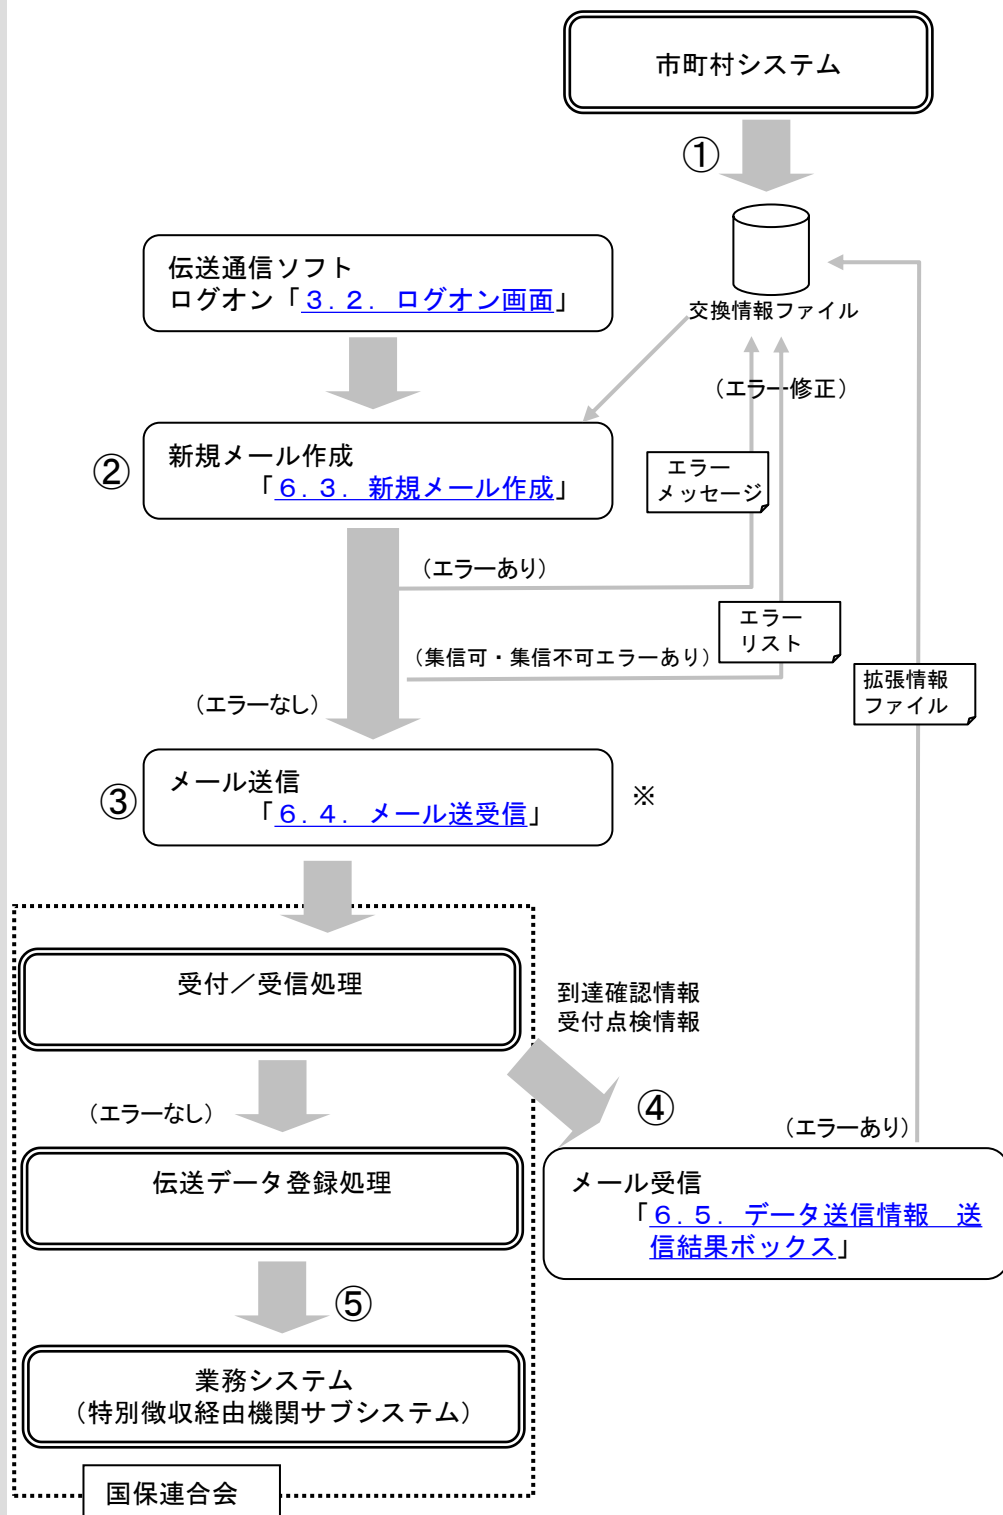 市町村システム
①
交換情報ファイル
伝送通信ソフト
ログオン「３.２. ログオン画面」
（エラー修正）
②
新規メール作成
「６.３. 新規メール作成」
エラー
メッセージ
（エラーあり）
エラー
リスト
（集信可・集信不可エラーあり）
拡張情報
ファイル
（エラーなし）
③
メール送信
「６.４. メール送受信」
※
受付／受信処理
到達確認情報
受付点検情報
④
（エラーなし）
（エラーあり）
伝送データ登録処理
メール受信
「６.５. データ送信情報　送
信結果ボックス」
⑤
業務システム
（特別徴収経由機関サブシステム）
国保連合会